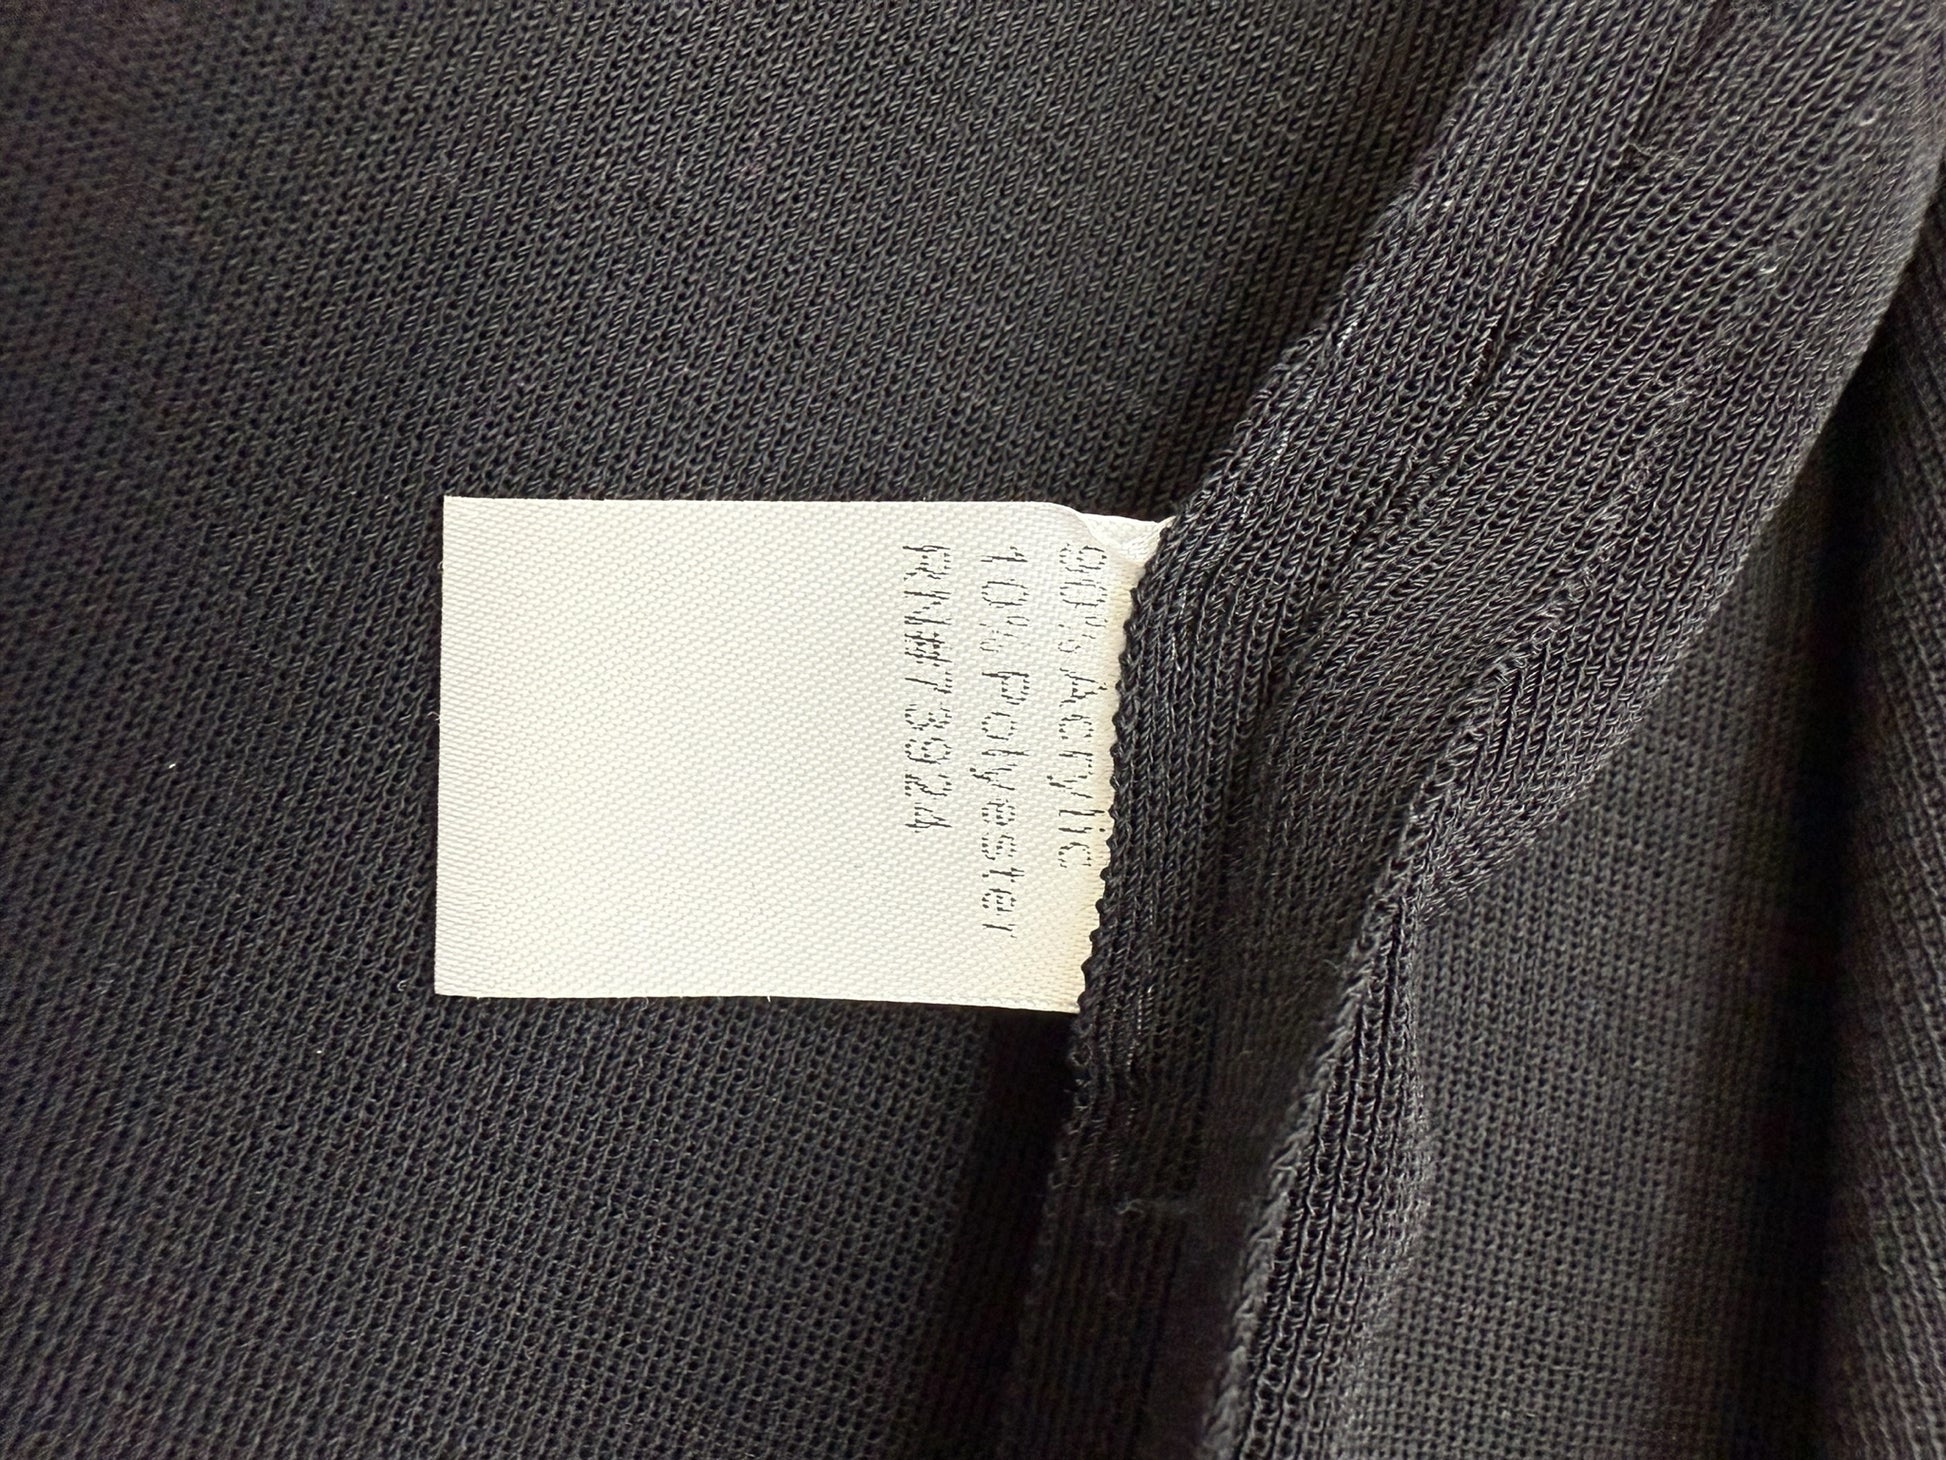 90% Acrylic
10% Polyester
RN#73924